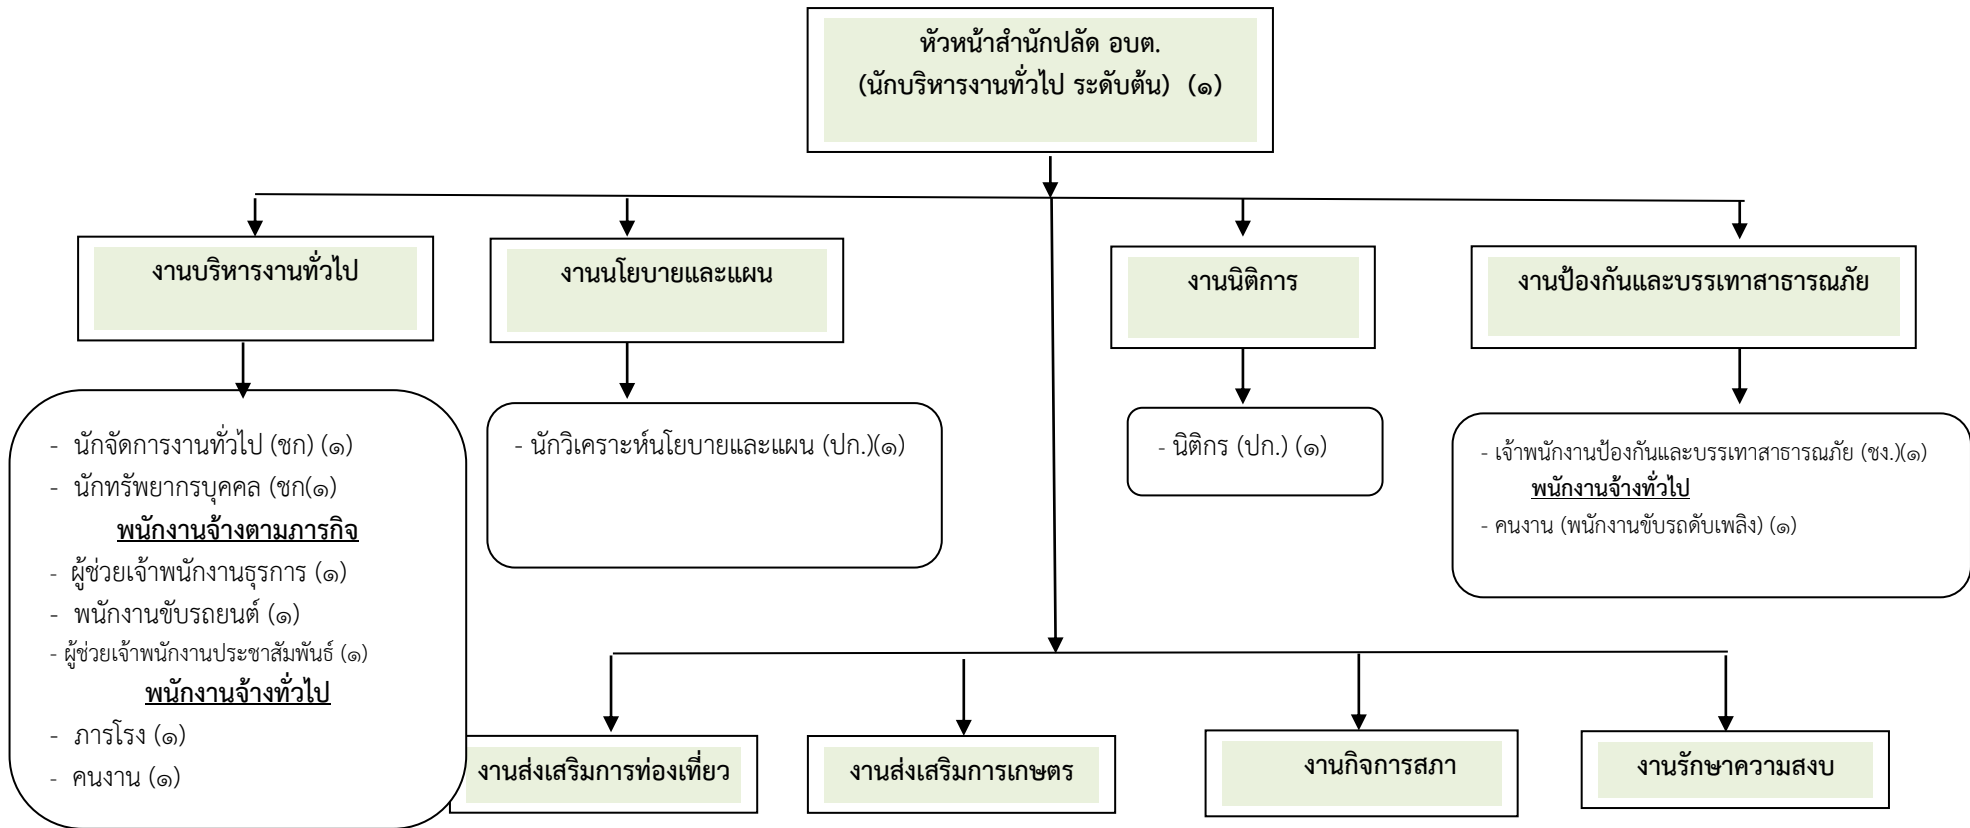 หัวหน้าสำนักปลัด อบต.
(นักบริหารงานทั่วไป ระดับต้น) (๑)
งานบริหารงานทั่วไป
งานนโยบายและแผน
งานนิติการ
งานป้องกันและบรรเทาสาธารณภัย
- นักจัดการงานทั่วไป (ชก) (๑)
- นักทรัพยากรบุคคล (ชก(๑)
พนักงานจ้างตามภารกิจ
- ผู้ช่วยเจ้าพนักงานธุรการ (๑)
- พนักงานขับรถยนต์ (๑)
- ผู้ช่วยเจ้าพนักงานประชาสัมพันธ์ (๑)
พนักงานจ้างทั่วไป
- ภารโรง (๑)
- คนงาน (๑)
- นักวิเคราะห์นโยบายและแผน (ปก.)(๑)
- นิติกร (ปก.) (๑)
- เจ้าพนักงานป้องกันและบรรเทาสาธารณภัย (ชง.)(๑)
พนักงานจ้างทั่วไป
- คนงาน (พนักงานขับรถดับเพลิง) (๑)
งานส่งเสริมการท่องเที่ยว
งานส่งเสริมการเกษตร
งานกิจการสภา
งานรักษาความสงบ